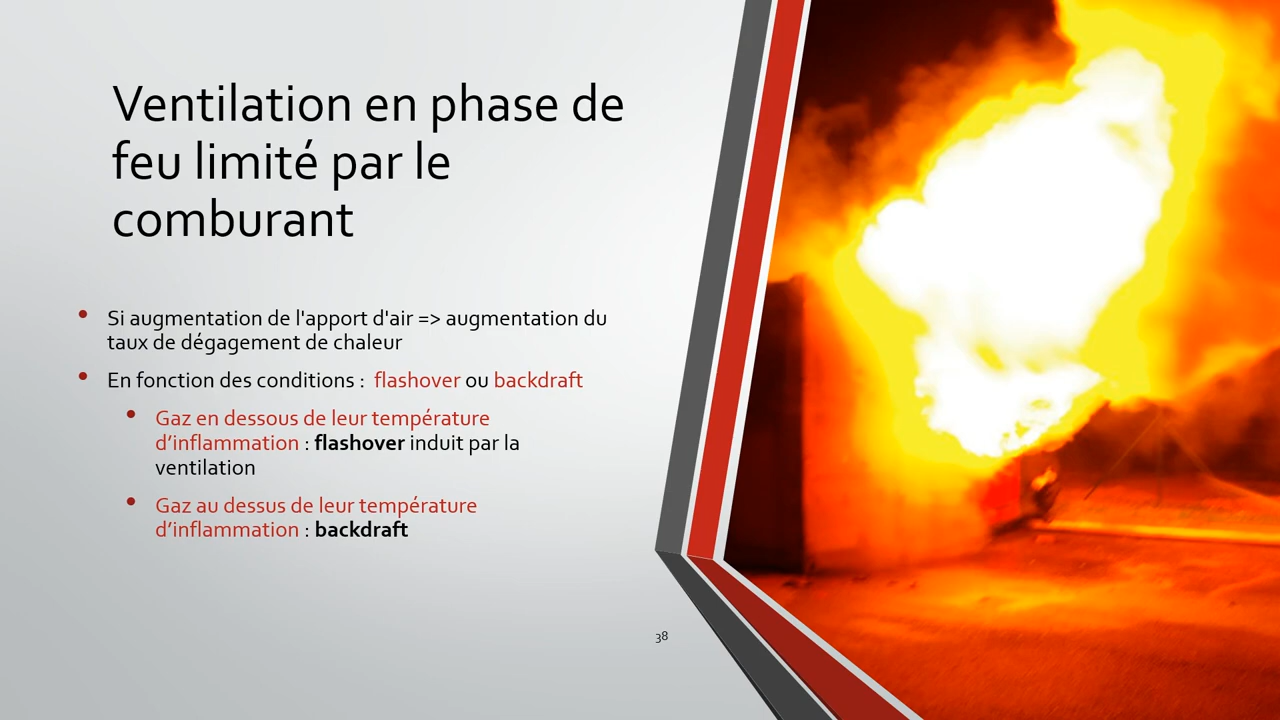 Ventilation en phase de
feu limité par le
comburant
• Si augmentation de l'apport d'air => augmentation du
taux de dégagement de chaleur
• En fonction des conditions : flashover ou backdraft
• Gaz en dessous de leur température
d’inflammation : flashover induit par la
ventilation
• Gaz au dessus de leur température
d’inflammation : backdraft
38